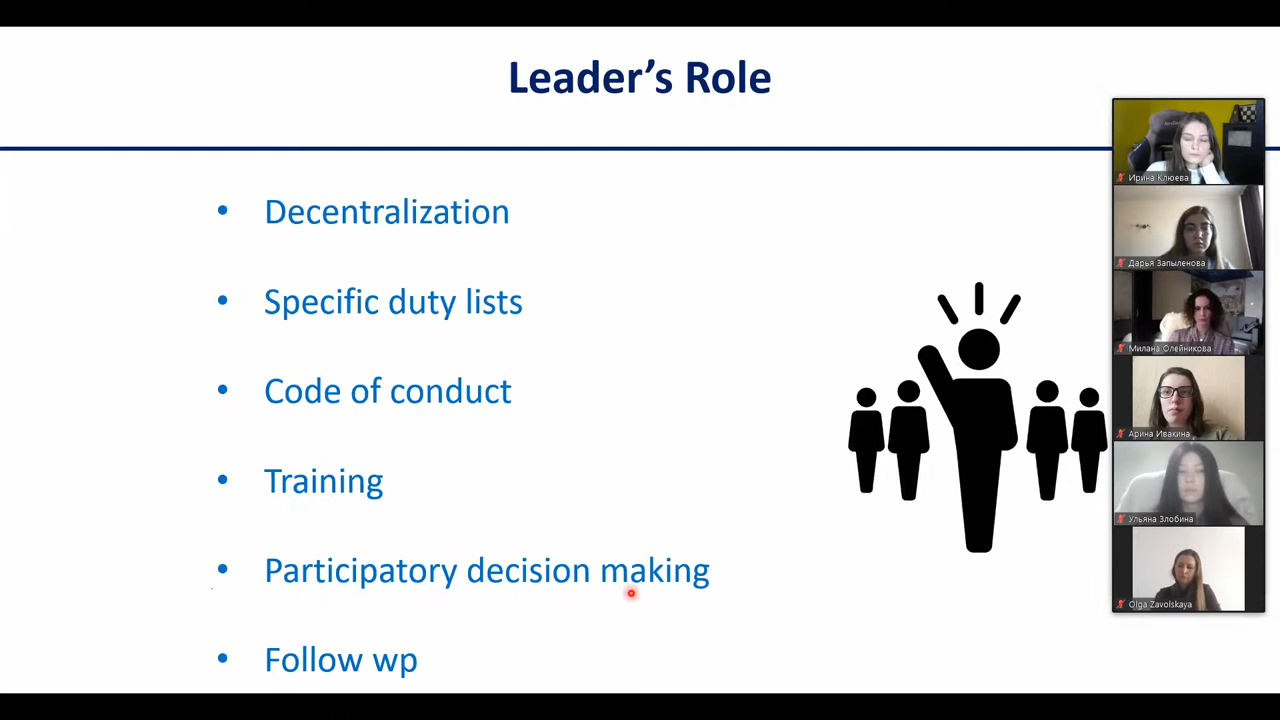 Leader's Role
• Decentralization
• Specific duty lists
• Code of conduct
• Training
• Participatory decision making
• Follow wp
Ирина Клюева
Дарья Запыленова
Милана Олейникова
Арина Ивакина
Ульяна Злобина
Olga Zavolskaya